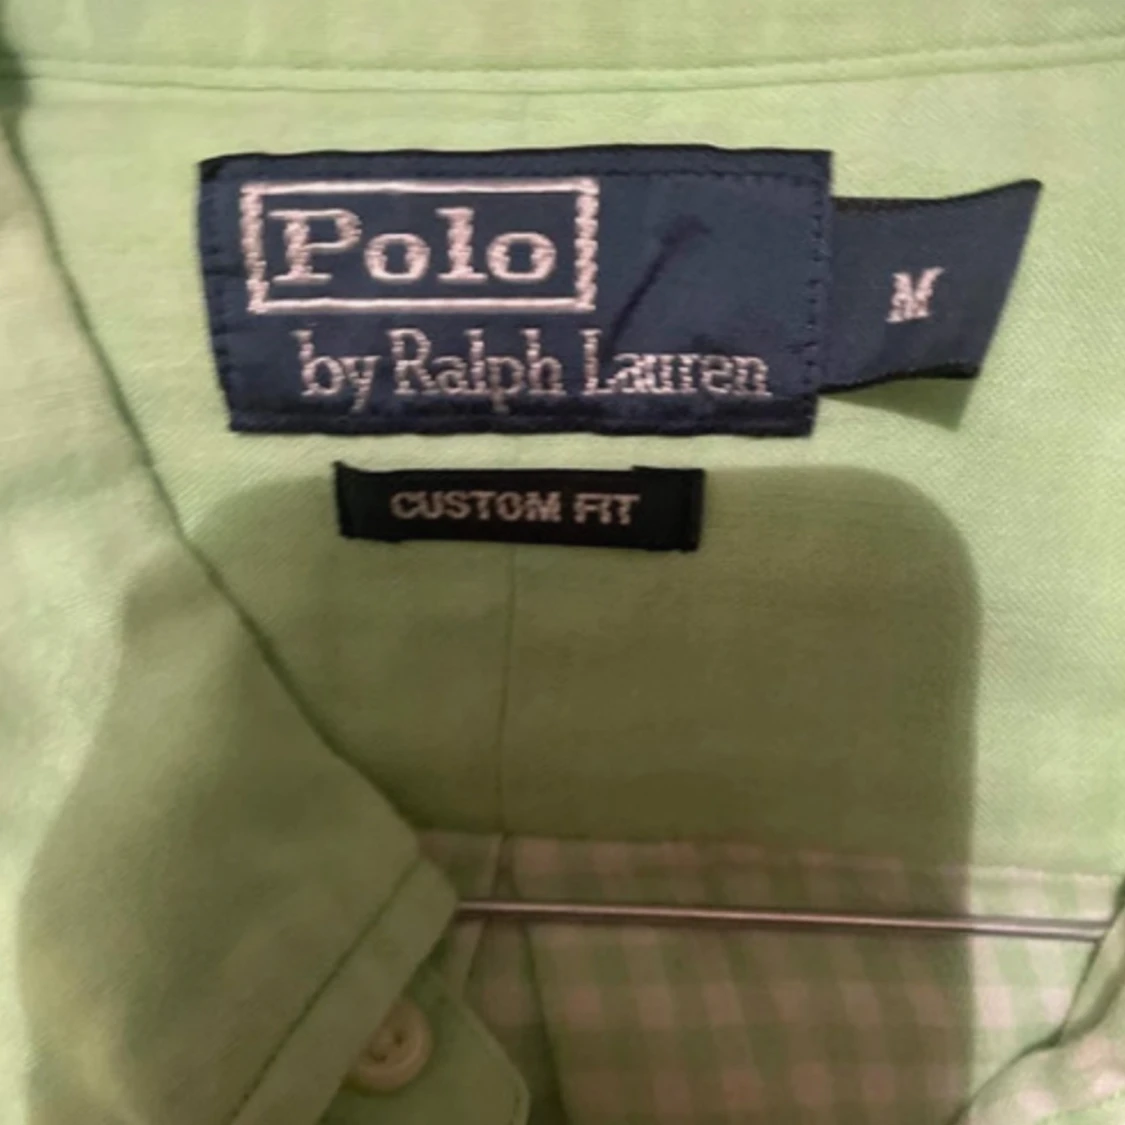 Polo
by Ralph Lauren
M
CUSTOM FIT